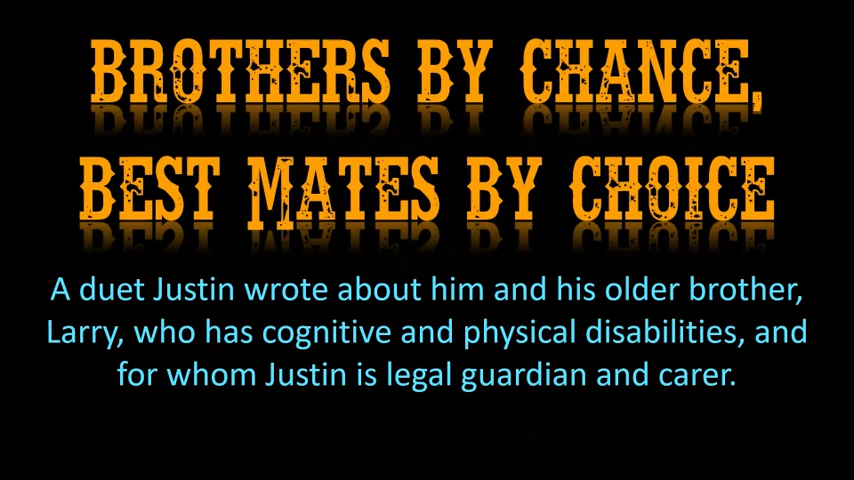 BROTHERS BY CHANCE,
BEST MATES BY CHOICE
A duet Justin wrote about him and his older brother,
Larry, who has cognitive and physical disabilities, and
for whom Justin is legal guardian and carer.